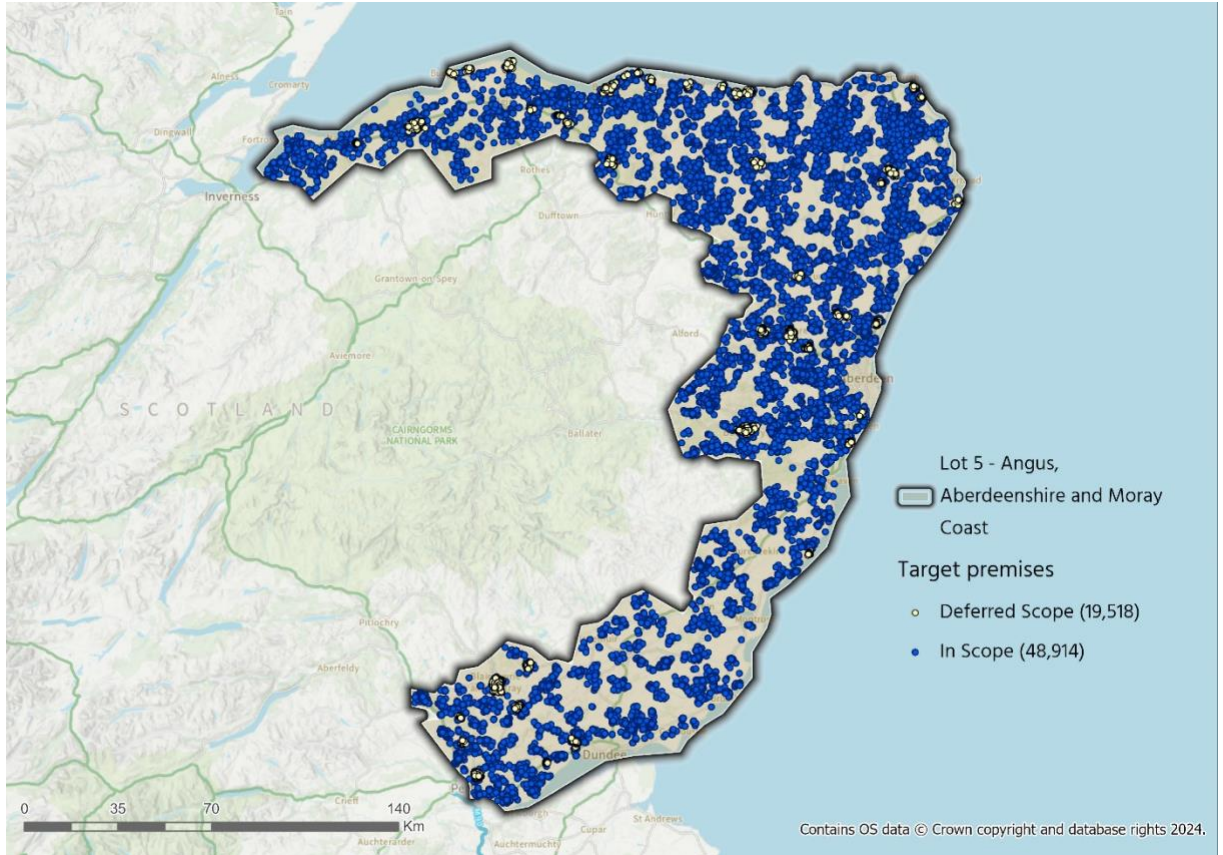 Tain
Alness
Cromarty
Dingwall
Fortr
Inverness
Rothes
Dufftown
Hun
Grantown-on-Spey
Alford
Aviemore
berdeen
SCOTLAND
CAIRNGORMS
NATIONAL PARK
Ballater
Lot 5 - Angus,
Aberdeenshire and Moray
Coast
Target premises
Deferred Scope (19,518)
In Scope (48,914)
Pitlochry
Aberfeldy
Dundee
Crieff
St Andrews
Cupar
Auchterarder
Auchtermuchty
0 35 70 140
Km
Contains OS data © Crown copyright and database rights 2024.